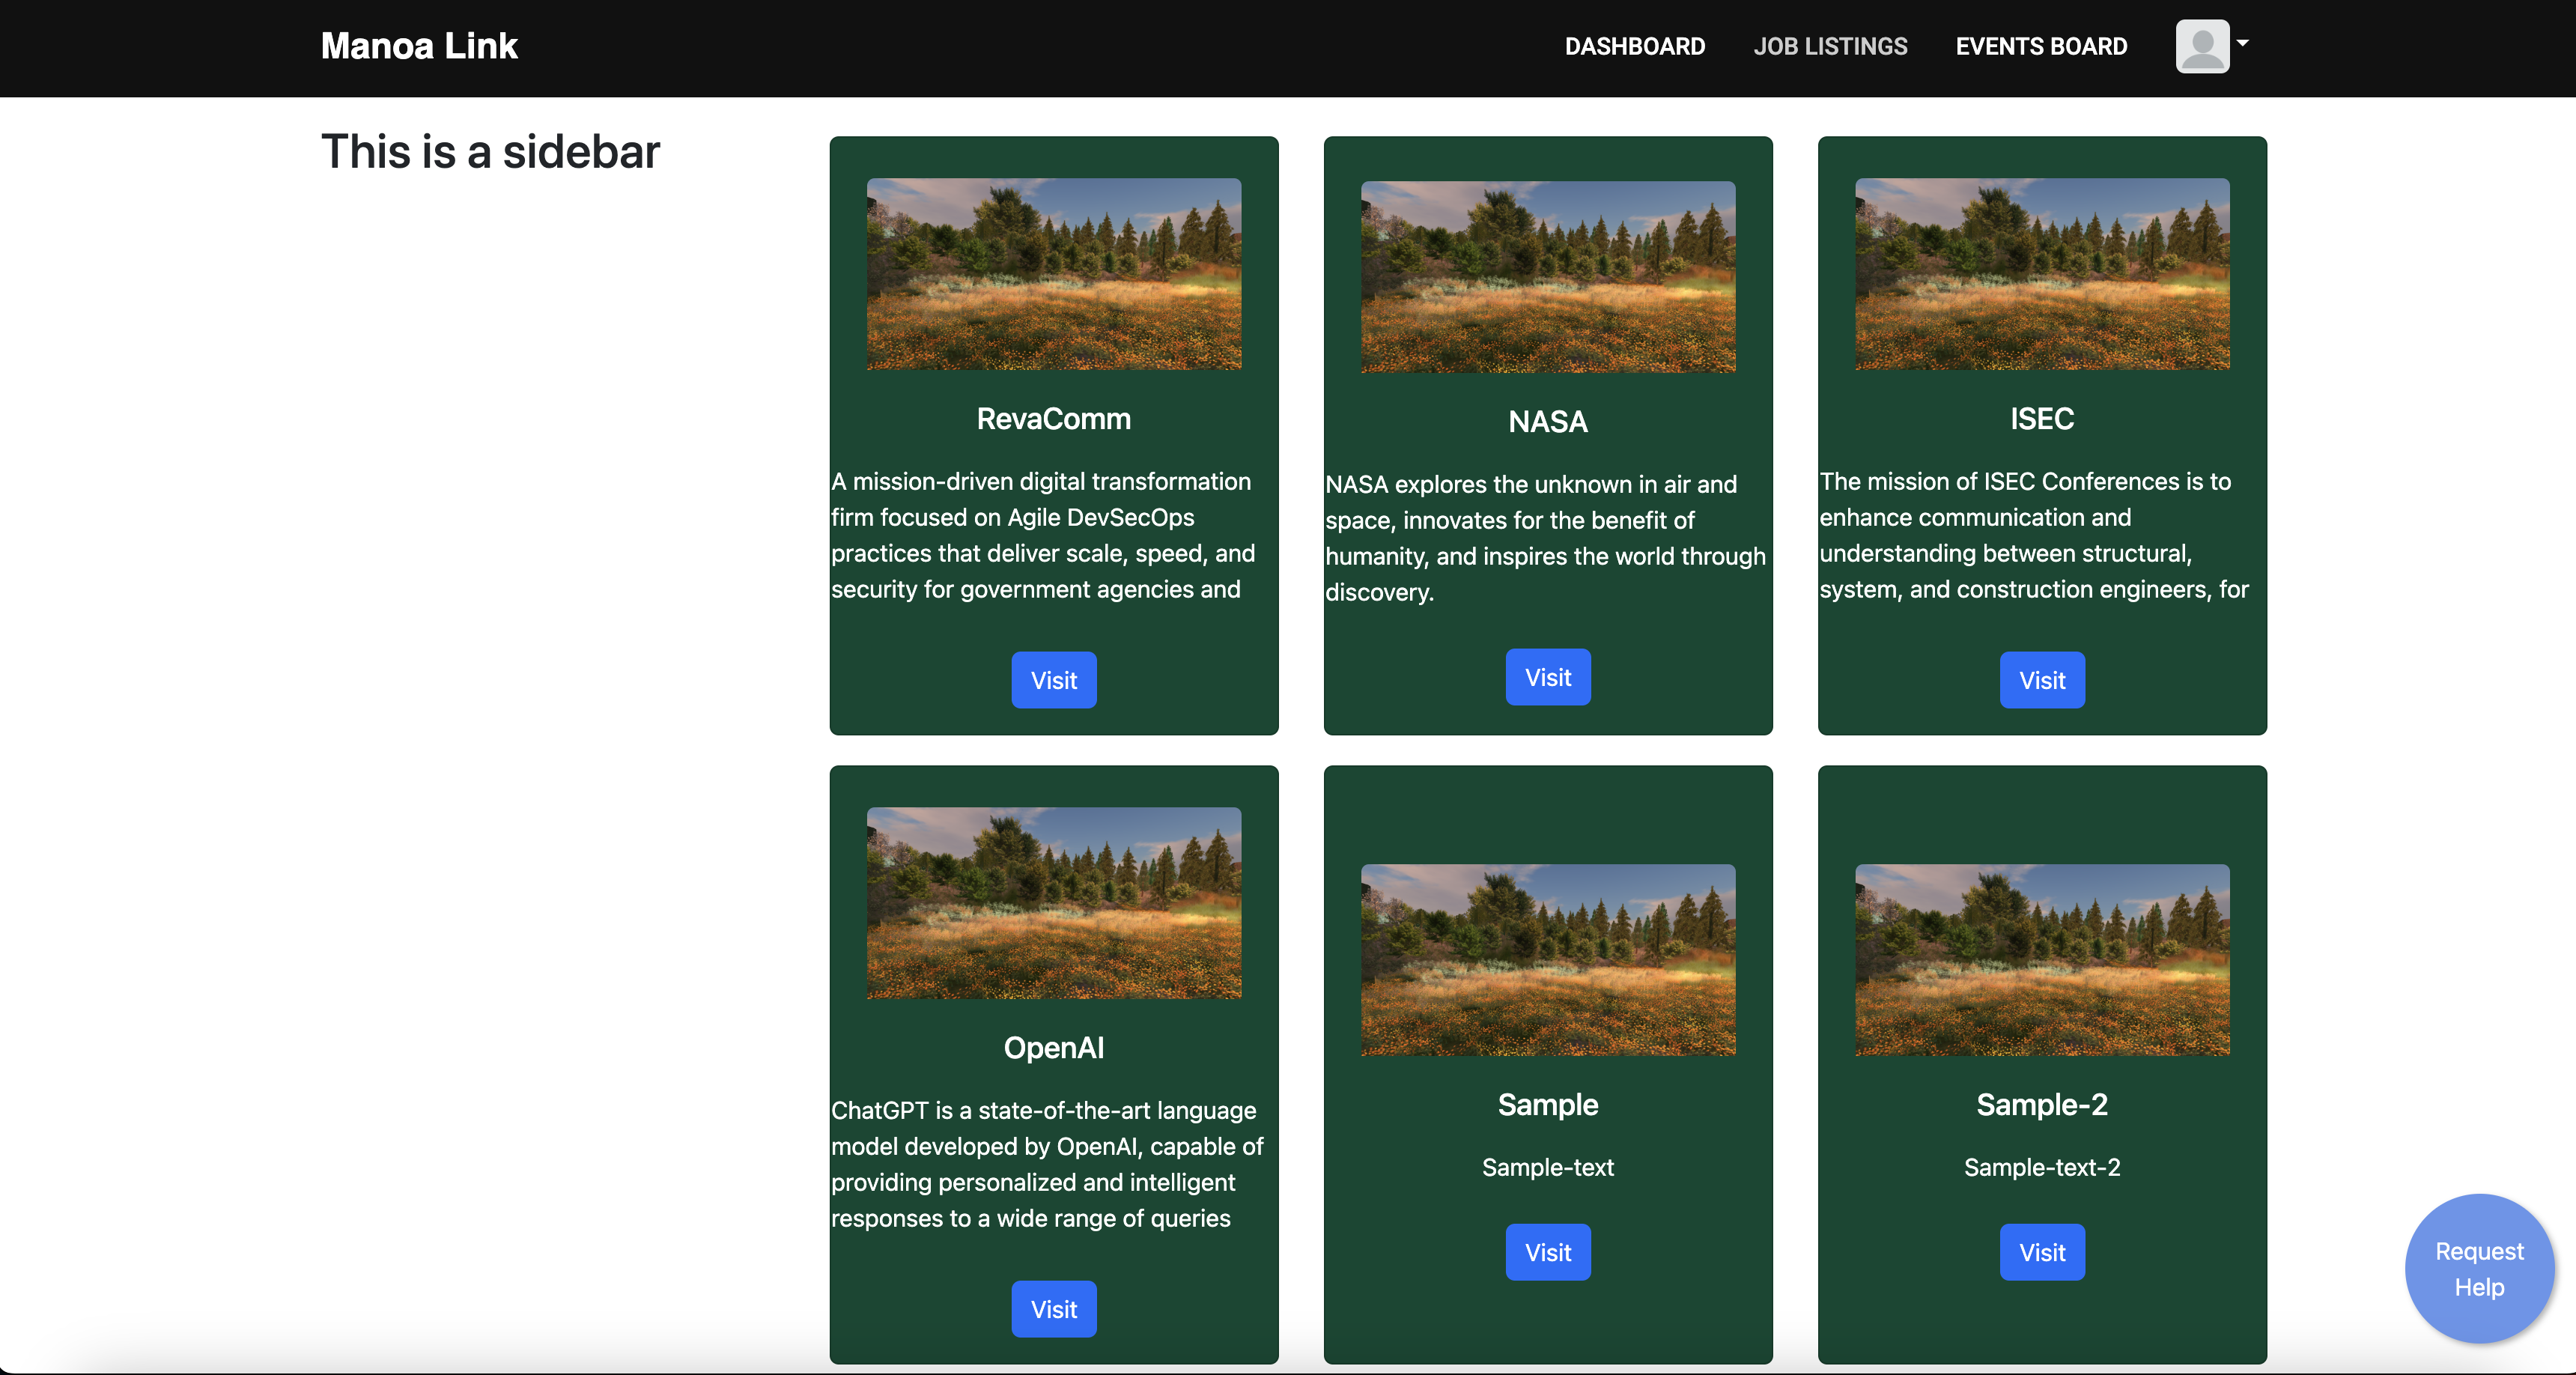 Manoa Link
DASHBOARD
JOB LISTINGS
EVENTS BOARD
This is a sidebar
RevaComm
A mission-driven digital transformation
firm focused on Agile DevSecOps
practices that deliver scale, speed, and
security for government agencies and
Visit
NASA
NASA explores the unknown in air and
space, innovates for the benefit of
humanity, and inspires the world through
discovery.
Visit
ISEC
The mission of ISEC Conferences is to
enhance communication and
understanding between structural,
system, and construction engineers, for
Visit
OpenAI
ChatGPT is a state-of-the-art language
model developed by OpenAI, capable of
providing personalized and intelligent
responses to a wide range of queries
Visit
Sample
Sample-text
Visit
Sample-2
Sample-text-2
Visit
Request
Help